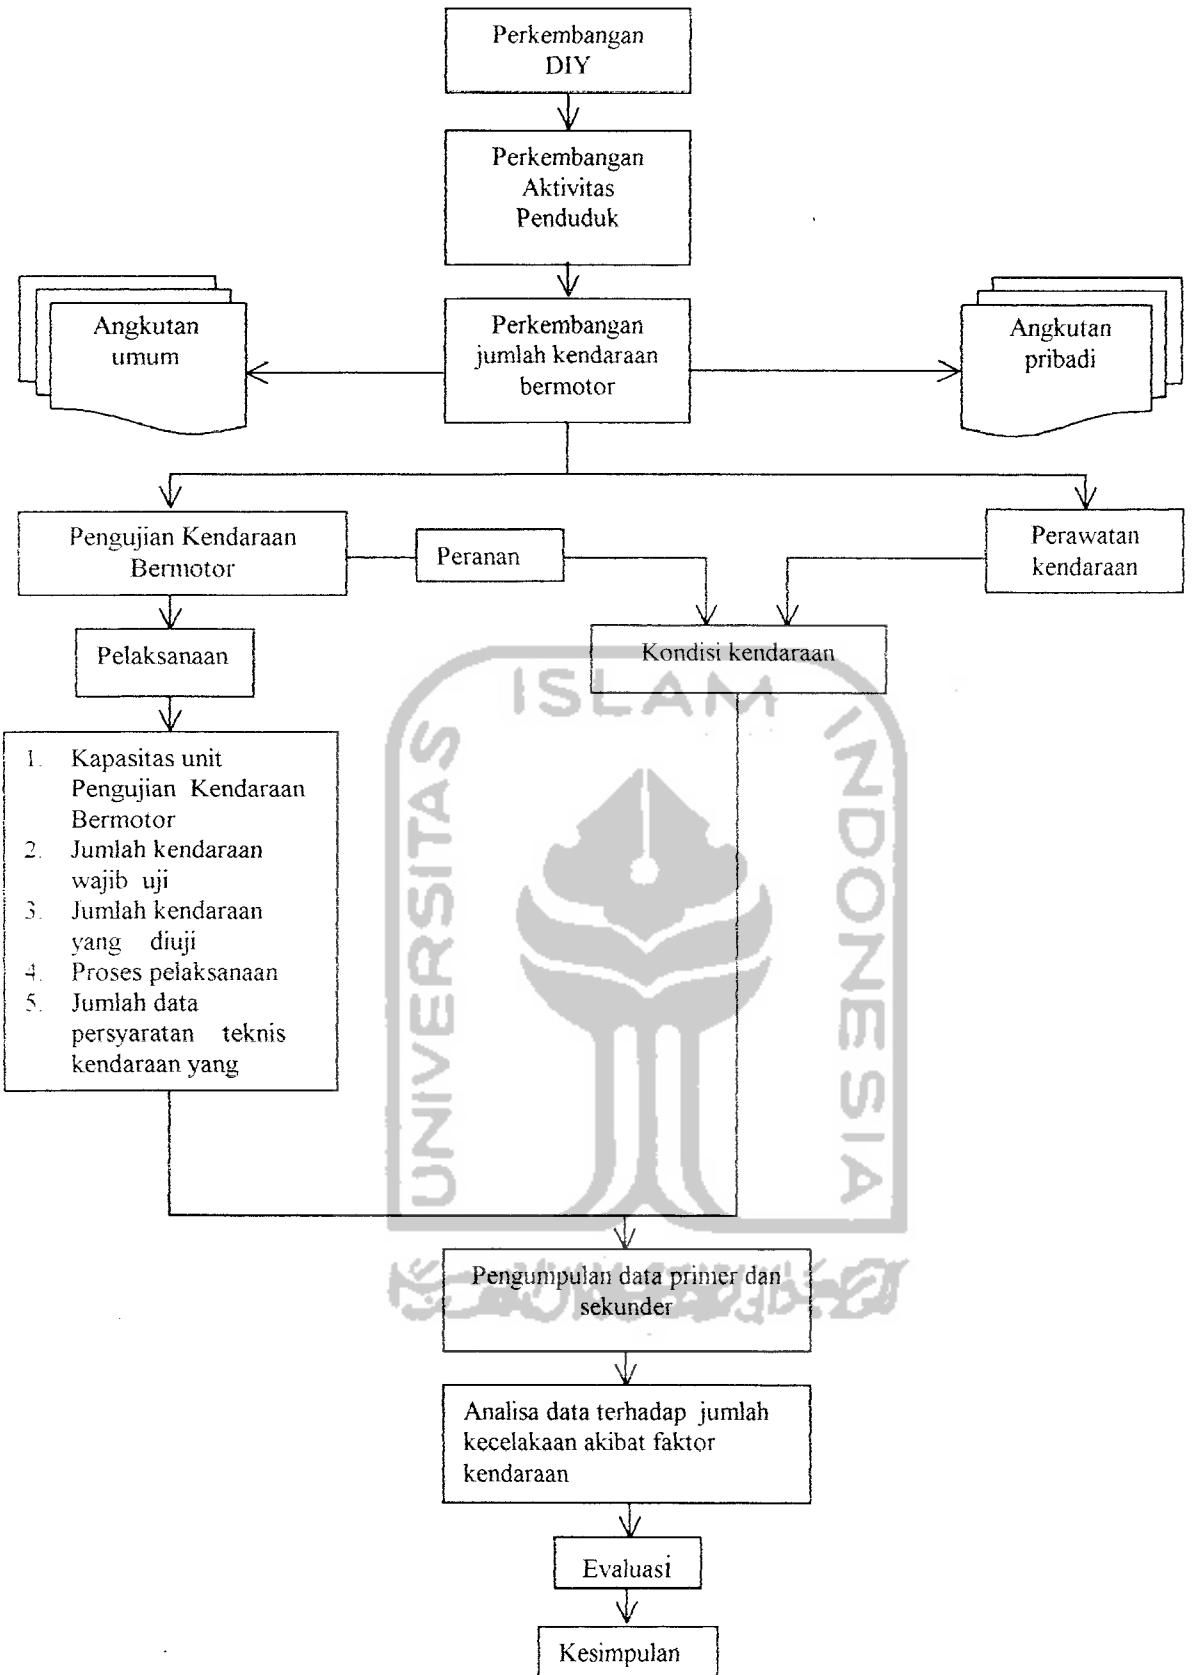 Perkembangan
DIY
Perkembangan
Aktivitas
Penduduk
Angkutan
umum
Perkembangan
jumlah kendaraan
bermotor
Angkutan
pribadi
Pengujian Kendaraan
Bermotor
Peranan
Perawatan
kendaraan
Pelaksanaan
Kondisi kendaraan
1. Kapasitas unit
Pengujian Kendaraan
Bermotor
2. Jumlah kendaraan
wajib uji
3. Jumlah kendaraan
yang diuji
4. Proses pelaksanaan
5. Jumlah data
persyaratan teknis
kendaraan yang
UNIVERSITAS
ISLAM
INDONESIA
Pengumpulan data primer dan
sekunder
Analisa data terhadap jumlah
kecelakaan akibat faktor
kendaraan
Evaluasi
Kesimpulan